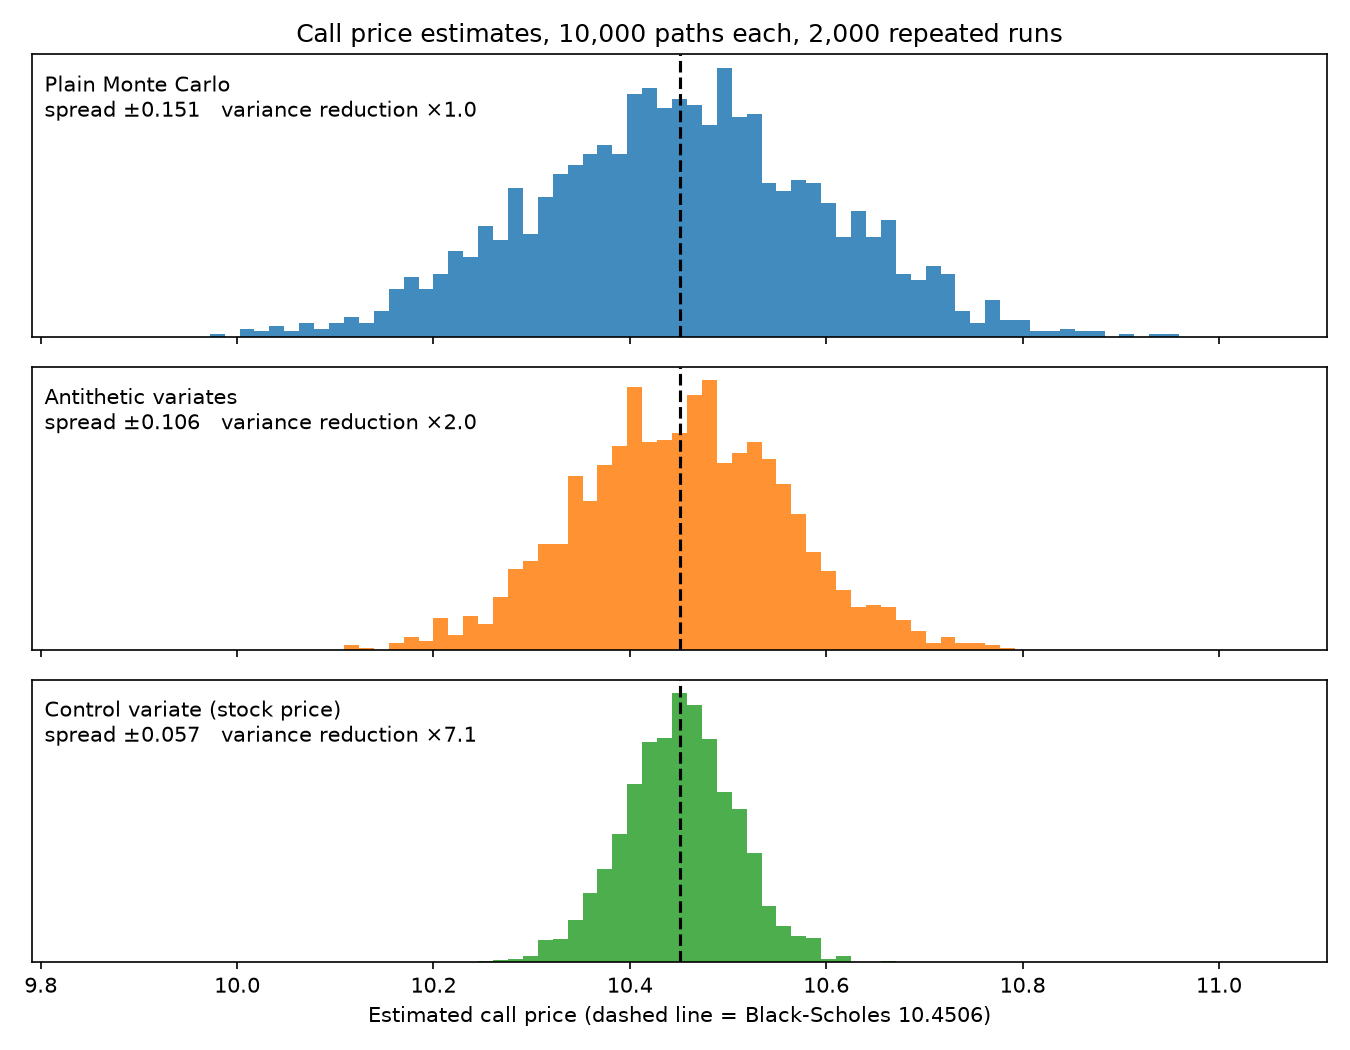 Call price estimates, 10,000 paths each, 2,000 repeated runs
Plain Monte Carlo
spread ±0.151   variance reduction ×1.0
Antithetic variates
spread ±0.106   variance reduction ×2.0
Control variate (stock price)
spread ±0.057   variance reduction ×7.1
9.8 10.0 10.2 10.4 10.6 10.8 11.0
Estimated call price (dashed line = Black-Scholes 10.4506)